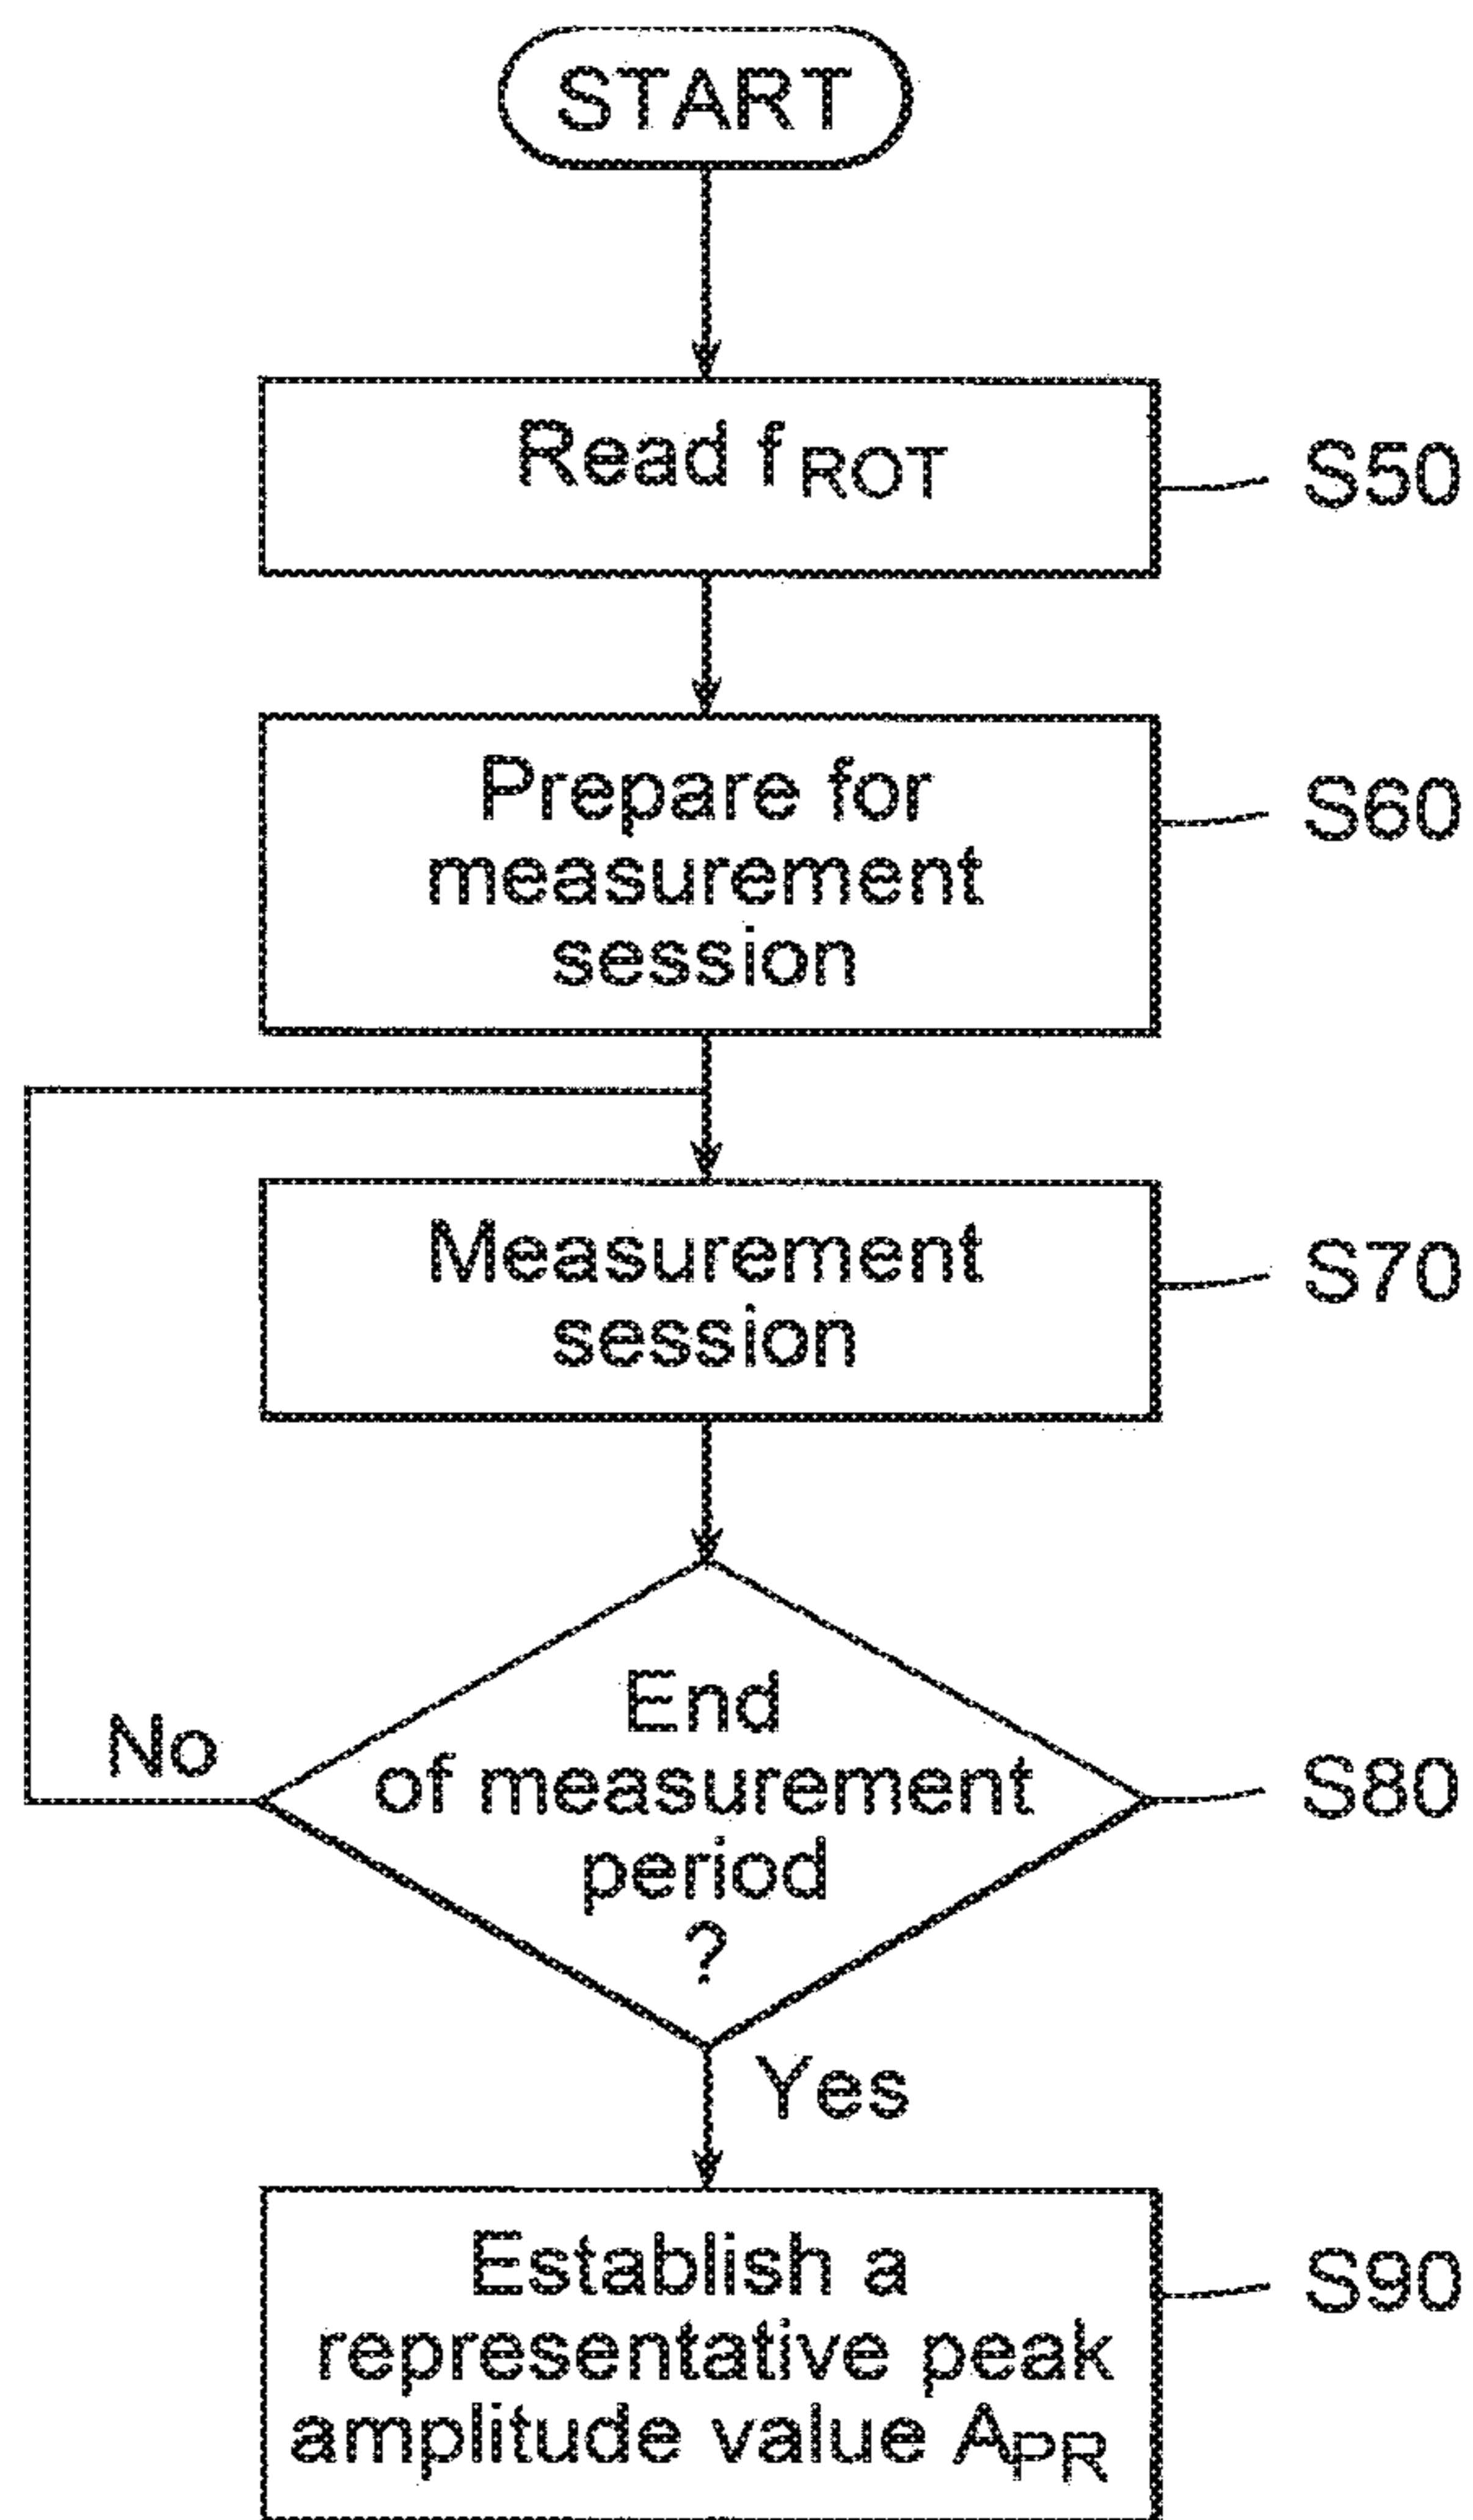 START
Read f ROT
S50
Prepare for
measurement
session
S60
Measurement
session
S70
End
of measurement
period
?
S80
No
Yes
Establish a
representative peak
amplitude value APR
S90